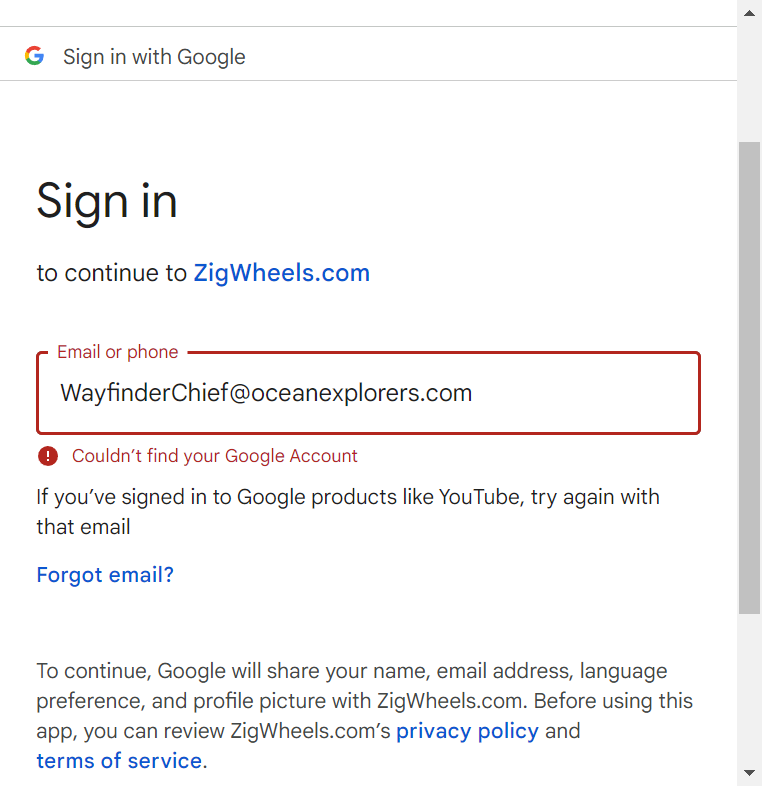 Sign in with Google
Sign in
to continue to ZigWheels.com
Email or phone
WayfinderChief@oceanexplorers.com
Couldn’t find your Google Account
If you’ve signed in to Google products like YouTube, try again with
that email
Forgot email?
To continue, Google will share your name, email address, language
preference, and profile picture with ZigWheels.com. Before using this
app, you can review ZigWheels.com’s privacy policy and
terms of service.